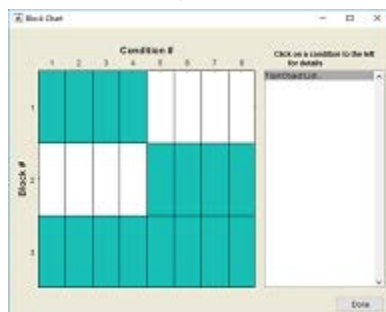 Block Chart
Condition #
Click on a condition to the left
for details
1 2 3 4 5 6 7 8
1
Block #
2
3
Done